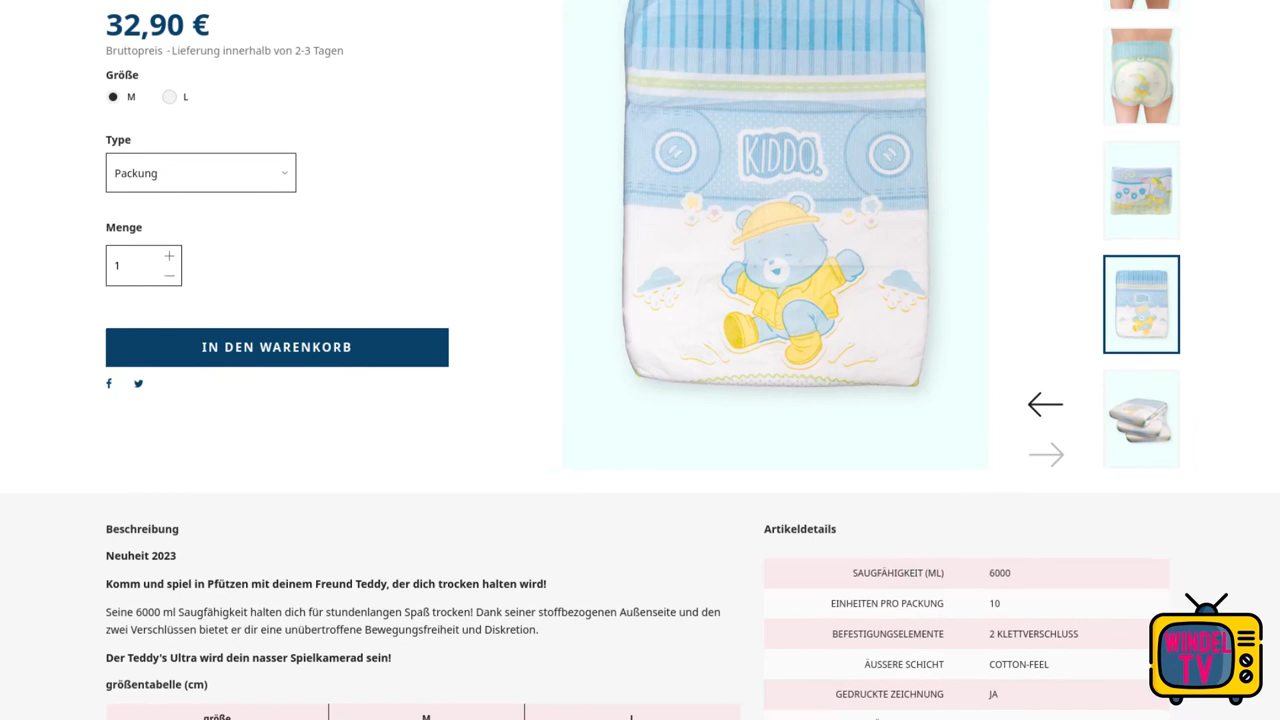 32,90 €
Bruttopreis - Lieferung innerhalb von 2-3 Tagen
Größe
M
L
Type
Packung
Menge
1
IN DEN WARENKORB
KIDDO
Beschreibung
Neuheit 2023
Komm und spiel in Pfützen mit deinem Freund Teddy, der dich trocken halten wird!
Seine 6000 ml Saugfähigkeit halten dich für stundenlangen Spaß trocken! Dank seiner stoffbezogenen Außenseite und den
zwei Verschlüssen bietet er dir eine unübertroffene Bewegungsfreiheit und Diskretion.
Der Teddy's Ultra wird dein nasser Spielkamerad sein!
größentabelle (cm)
größe M L
Artikeldetails
SAUGFÄHIGKEIT (ML) 6000
EINHEITEN PRO PACKUNG 10
BEFESTIGUNGSELEMENTE 2 KLETTVERSCHLUSS
ÄUSSERE SCHICHT COTTON-FEEL
GEDRUCKTE ZEICHNUNG JA
WINDEL
TV